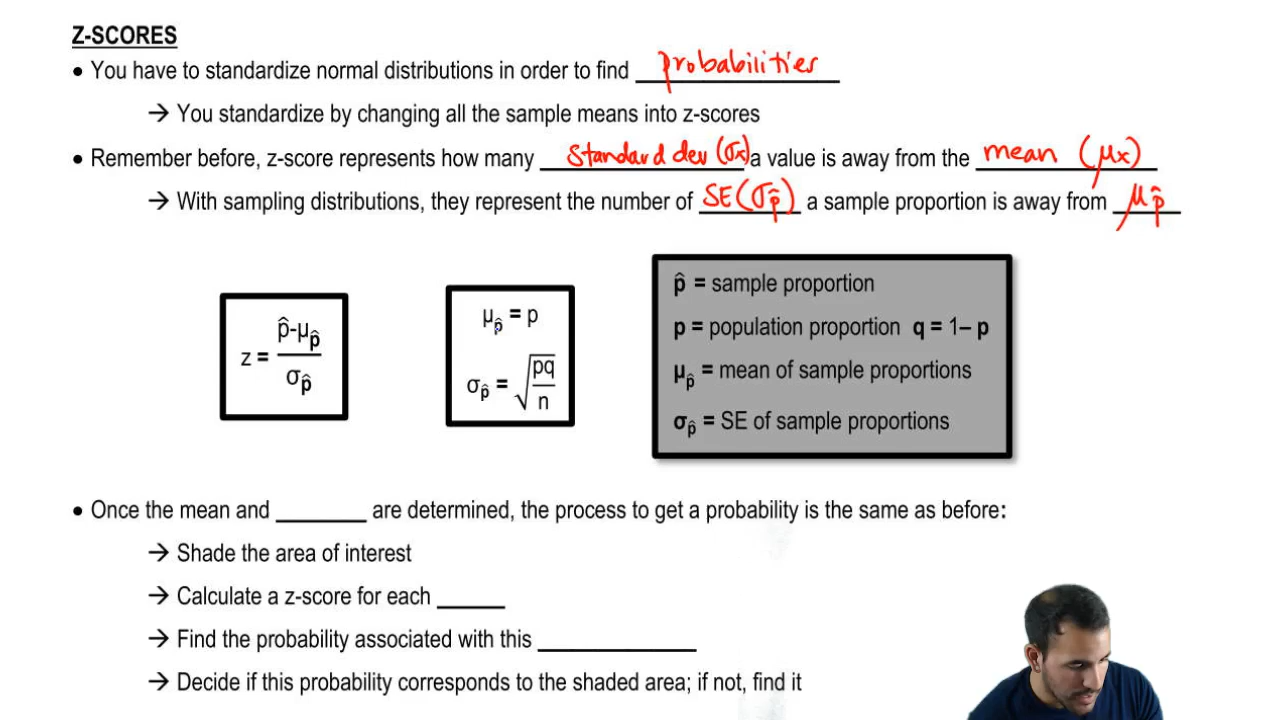 Z-SCORES
• You have to standardize normal distributions in order to find probabilities
→ You standardize by changing all the sample means into z-scores
• Remember before, z-score represents how many standard dev (σx) a value is away from the mean (μx)
→ With sampling distributions, they represent the number of SE(σp̂) a sample proportion is away from μp̂
z = p̂-μp̂ / σp̂
μp̂ = p
σp̂ = √pq/n
p̂ = sample proportion
p = population proportion q = 1– p
μp̂ = mean of sample proportions
σp̂ = SE of sample proportions
• Once the mean and ________ are determined, the process to get a probability is the same as before:
→ Shade the area of interest
→ Calculate a z-score for each ______
→ Find the probability associated with this ______________
→ Decide if this probability corresponds to the shaded area; if not, find it